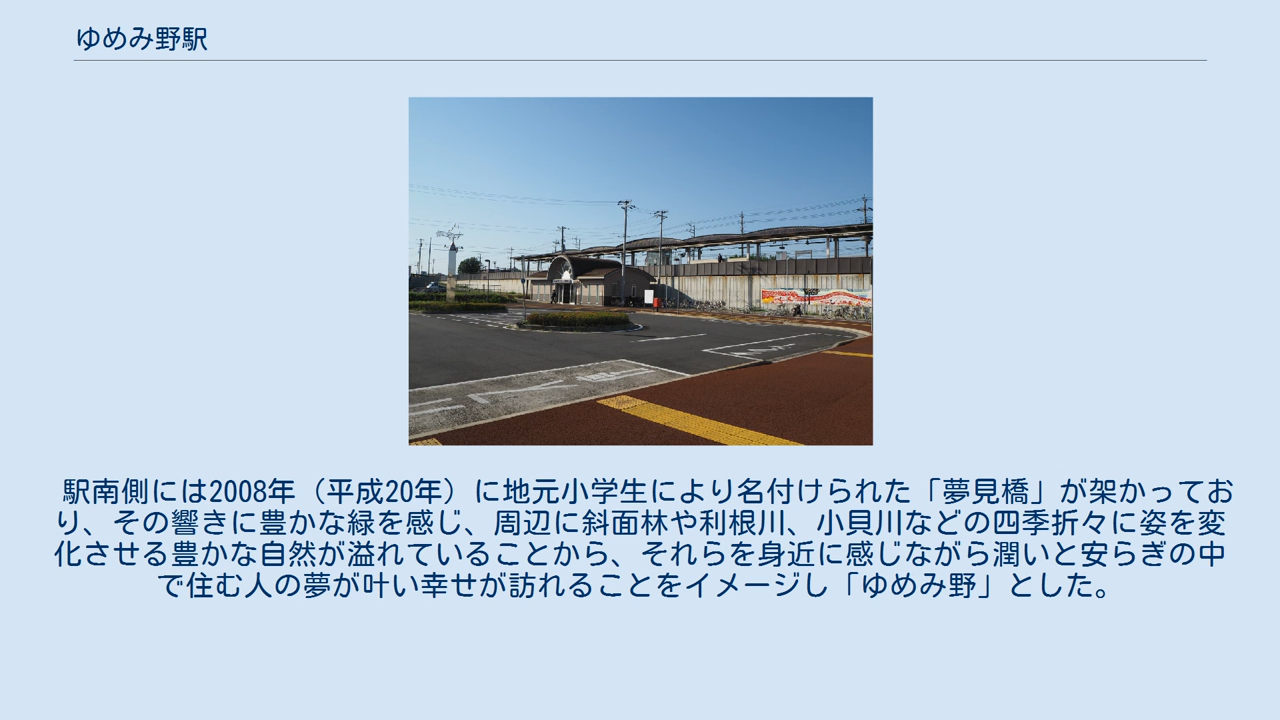 ゆめみ野駅
駅南側には2008年（平成20年）に地元小学生により名付けられた「夢見橋」が架かってお
り、その響きに豊かな緑を感じ、周辺に斜面林や利根川、小貝川などの四季折々に姿を変
化させる豊かな自然が溢れていることから、それらを身近に感じながら潤いと安らぎの中
で住む人の夢が叶い幸せが訪れることをイメージし「ゆめみ野」とした。